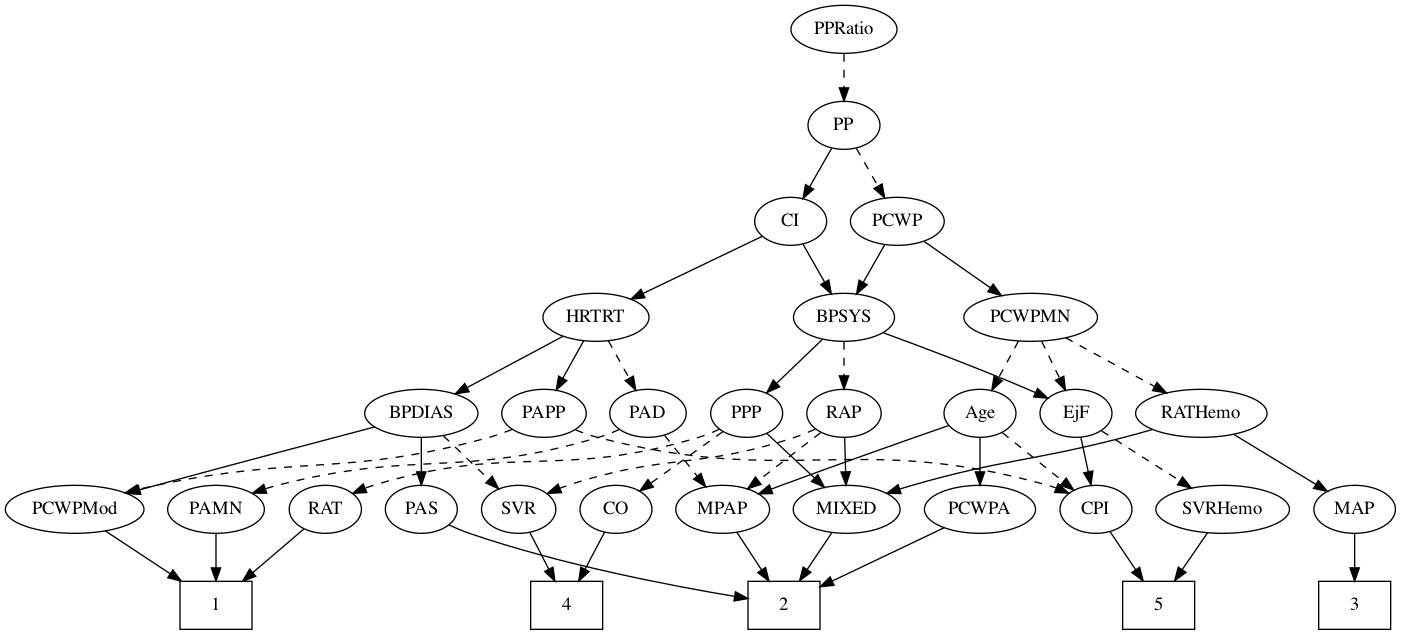 PPRatio
PP
CI
PCWP
HRTRT
BPSYS
PCWPMN
BPDIAS
PAPP
PAD
PPP
RAP
Age
EjF
RATHemo
PCWPMod
PAMN
RAT
PAS
SVR
CO
MPAP
MIXED
PCWPA
CPI
SVRHemo
MAP
1
4
2
5
3